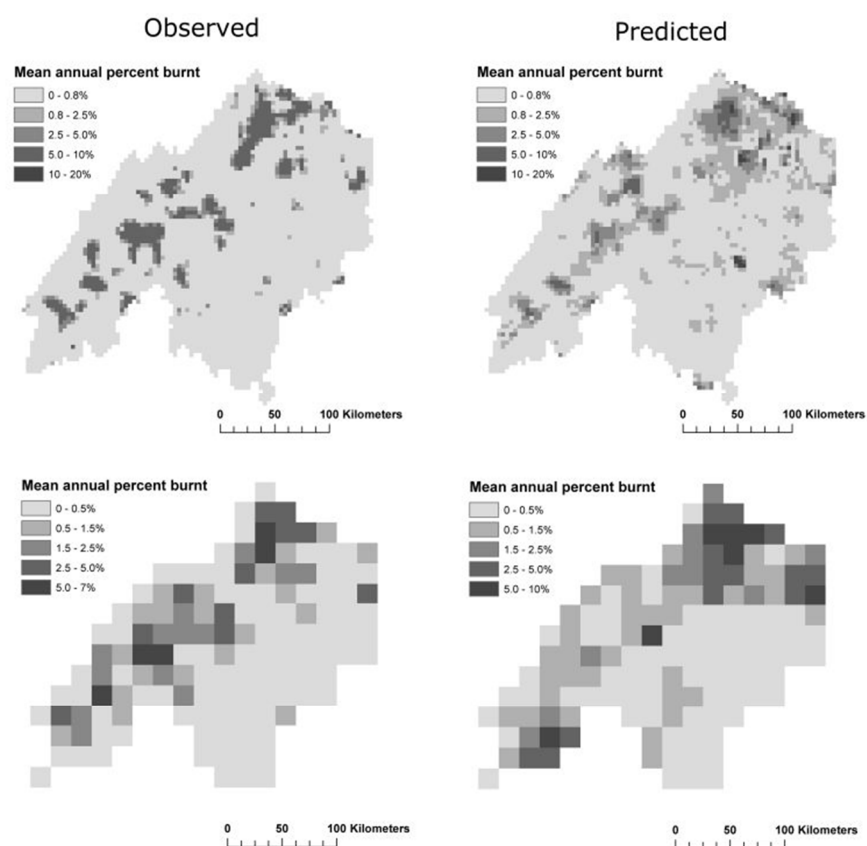 Observed
Predicted
Mean annual percent burnt
0 - 0.8%
0.8 - 2.5%
2.5 - 5.0%
5.0 - 10%
10 - 20%
0 50 100 Kilometers
Mean annual percent burnt
0 - 0.8%
0.8 - 2.5%
2.5 - 5.0%
5.0 - 10%
10 - 20%
0 50 100 Kilometers
Mean annual percent burnt
0 - 0.5%
0.5 - 1.5%
1.5 - 2.5%
2.5 - 5.0%
5.0 - 7%
0 50 100 Kilometers
Mean annual percent burnt
0 - 0.5%
0.5 - 1.5%
1.5 - 2.5%
2.5 - 5.0%
5.0 - 10%
0 50 100 Kilometers